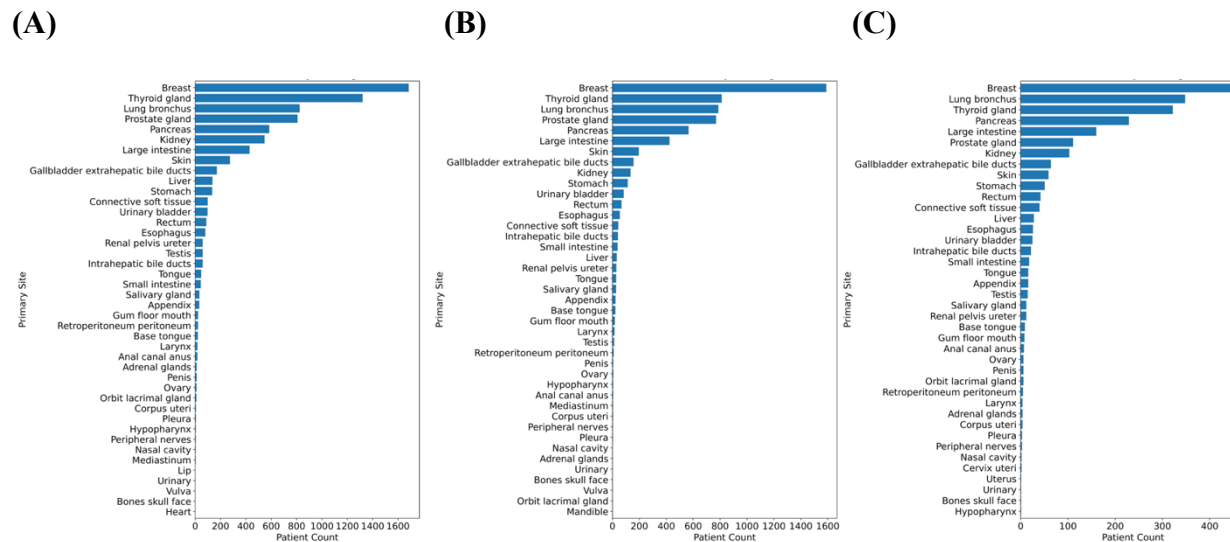 (A)
(B)
(C)
Breast
Thyroid gland
Lung bronchus
Prostate gland
Pancreas
Kidney
Large intestine
Skin
Gallbladder extrahepatic bile ducts
Liver
Stomach
Connective soft tissue
Urinary bladder
Rectum
Esophagus
Renal pelvis ureter
Testis
Intrahepatic bile ducts
Tongue
Small intestine
Salivary gland
Appendix
Gum floor mouth
Retroperitoneum peritoneum
Base tongue
Larynx
Anal canal anus
Adrenal glands
Penis
Ovary
Orbit lacrimal gland
Corpus uteri
Pleura
Hypopharynx
Peripheral nerves
Nasal cavity
Mediastinum
Lip
Urinary
Vulva
Bones skull face
Heart
Primary Site
0 200 400 600 800 1000 1200 1400 1600
Patient Count
Breast
Thyroid gland
Lung bronchus
Prostate gland
Pancreas
Large intestine
Skin
Gallbladder extrahepatic bile ducts
Kidney
Stomach
Urinary bladder
Rectum
Esophagus
Connective soft tissue
Intrahepatic bile ducts
Small intestine
Liver
Renal pelvis ureter
Tongue
Salivary gland
Appendix
Base tongue
Gum floor mouth
Larynx
Testis
Retroperitoneum peritoneum
Penis
Ovary
Hypopharynx
Anal canal anus
Mediastinum
Corpus uteri
Peripheral nerves
Pleura
Nasal cavity
Adrenal glands
Urinary
Bones skull face
Vulva
Orbit lacrimal gland
Mandible
Primary Site
0 200 400 600 800 1000 1200 1400 1600
Patient Count
Breast
Lung bronchus
Thyroid gland
Pancreas
Large intestine
Prostate gland
Kidney
Gallbladder extrahepatic bile ducts
Skin
Stomach
Rectum
Connective soft tissue
Liver
Esophagus
Urinary bladder
Intrahepatic bile ducts
Small intestine
Tongue
Appendix
Testis
Salivary gland
Renal pelvis ureter
Base tongue
Gum floor mouth
Anal canal anus
Ovary
Penis
Orbit lacrimal gland
Retroperitoneum peritoneum
Larynx
Adrenal glands
Corpus uteri
Pleura
Peripheral nerves
Nasal cavity
Cervix uteri
Uterus
Urinary
Bones skull face
Hypopharynx
Primary Site
0 100 200 300 400
Patient Count